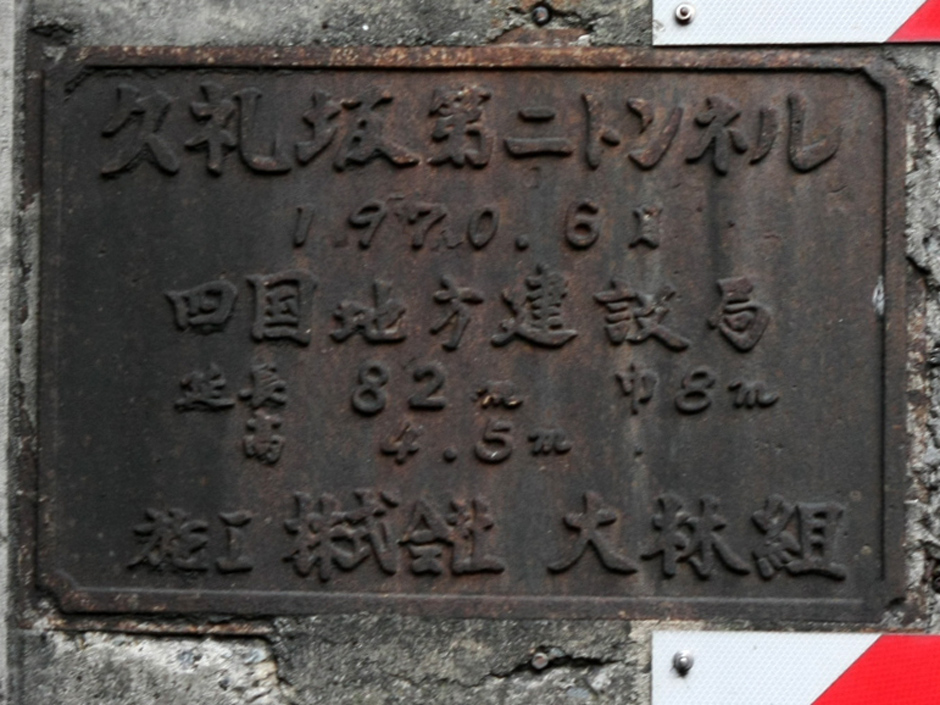 久礼坂第二トンネル
1970.6月
四国地方建設局
延長 82m 巾8m
高 4.5m
施工 株式会社 大林組